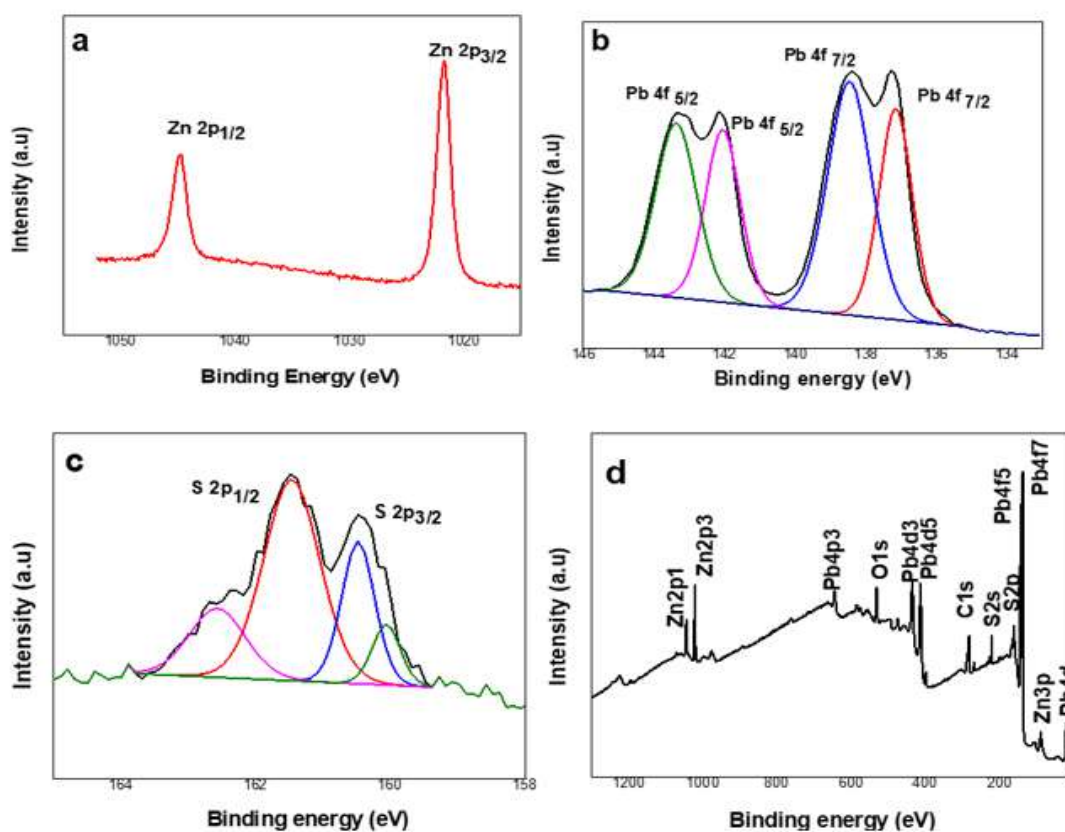 a
Zn 2p3/2
Zn 2p1/2
Intensity (a.u)
1050 1040 1030 1020
Binding Energy (eV)
b
Pb 4f 7/2
Pb 4f 5/2
Pb 4f 7/2
Pb 4f 5/2
Intensity (a.u)
146 144 142 140 138 136 134
Binding energy (eV)
c
S 2p1/2
S 2p3/2
Intensity (a.u)
164 162 160 158
Binding energy (eV)
d
Zn2p1
Zn2p3
Pb4p3
O1s
Pb4d3
Pb4d5
C1s
S2s
S2p
Pb4f5
Pb4f7
Zn3p
Intensity (a.u)
1200 1000 800 600 400 200
Binding energy (eV)